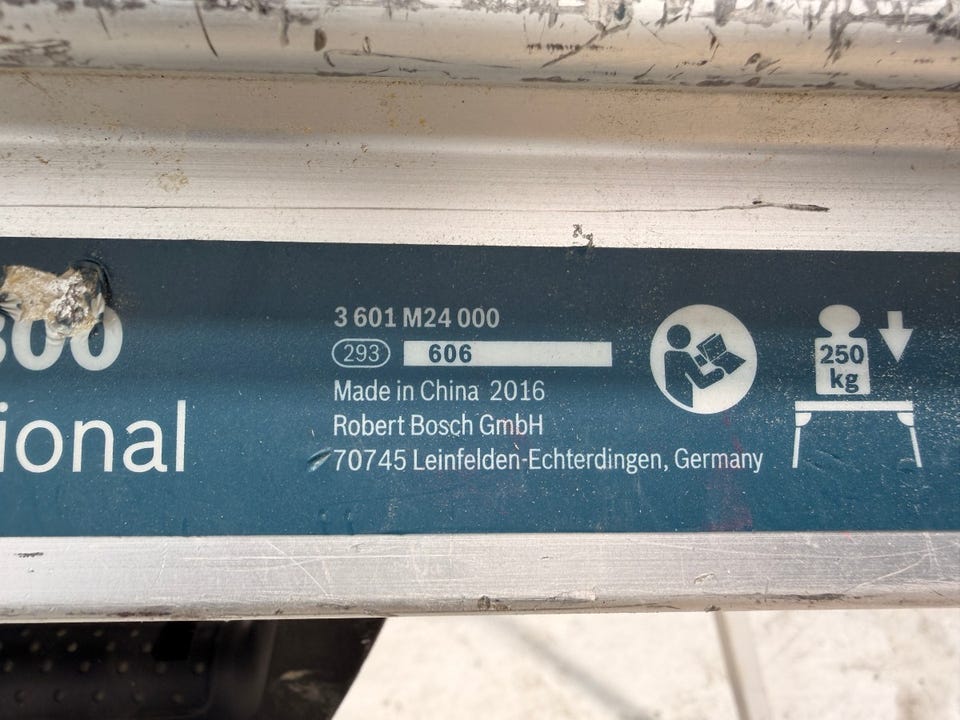 00
ional
3 601 M24 000
293 606
Made in China 2016
Robert Bosch GmbH
70745 Leinfelden-Echterdingen, Germany
250
kg